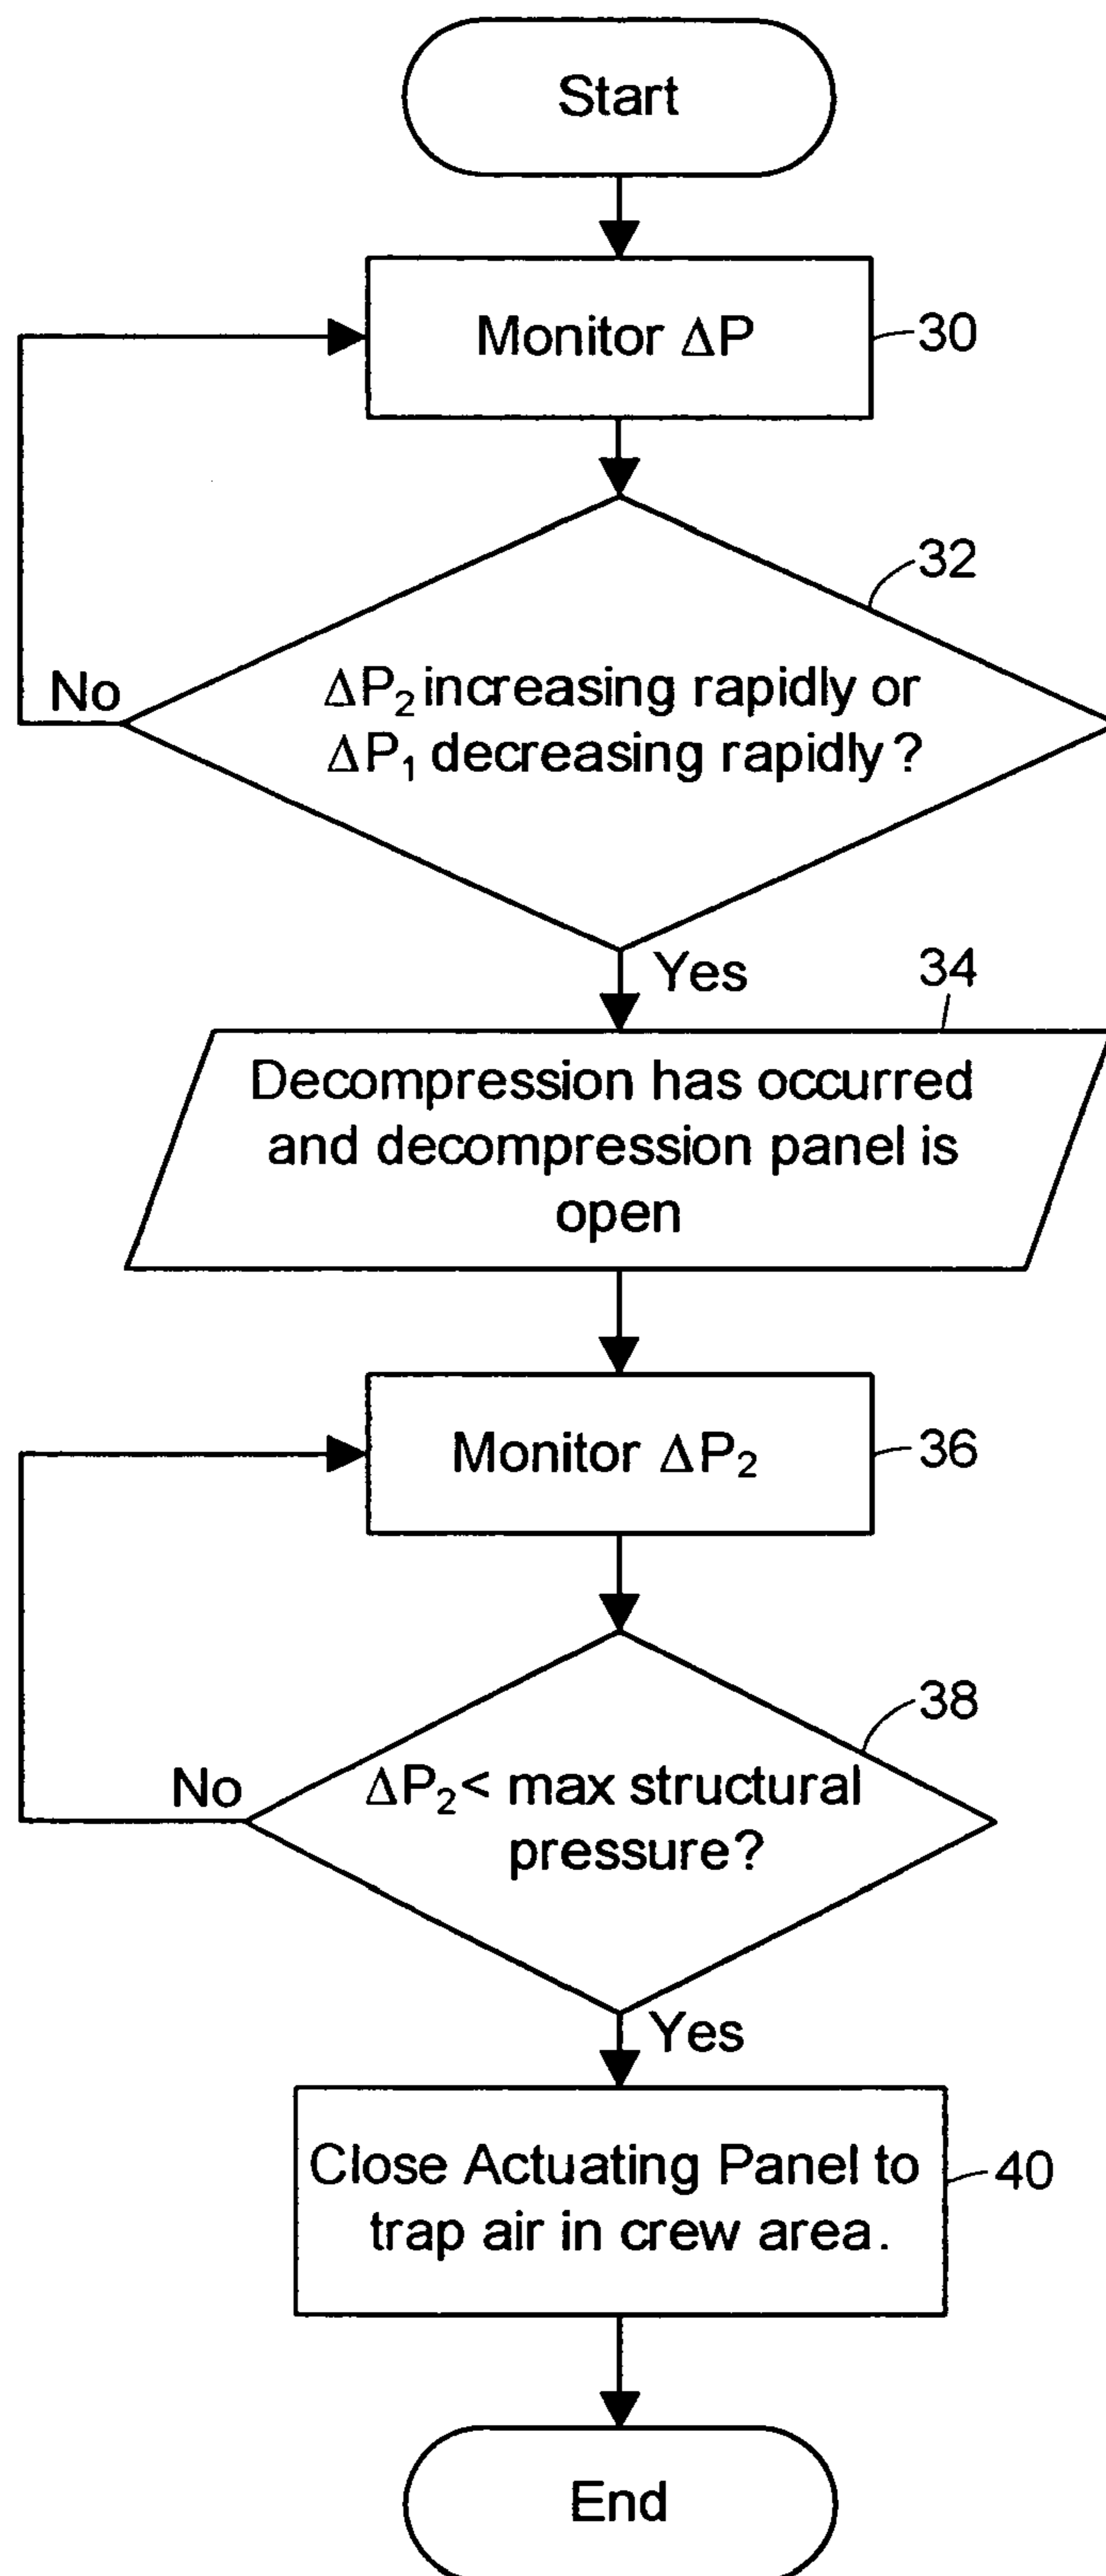 Start
Monitor ΔP
30
32
ΔP₂ increasing rapidly or
ΔP₁ decreasing rapidly?
No
Yes
34
Decompression has occurred
and decompression panel is
open
Monitor ΔP₂
36
38
ΔP₂ < max structural
pressure?
No
Yes
Close Actuating Panel to
trap air in crew area.
40
End